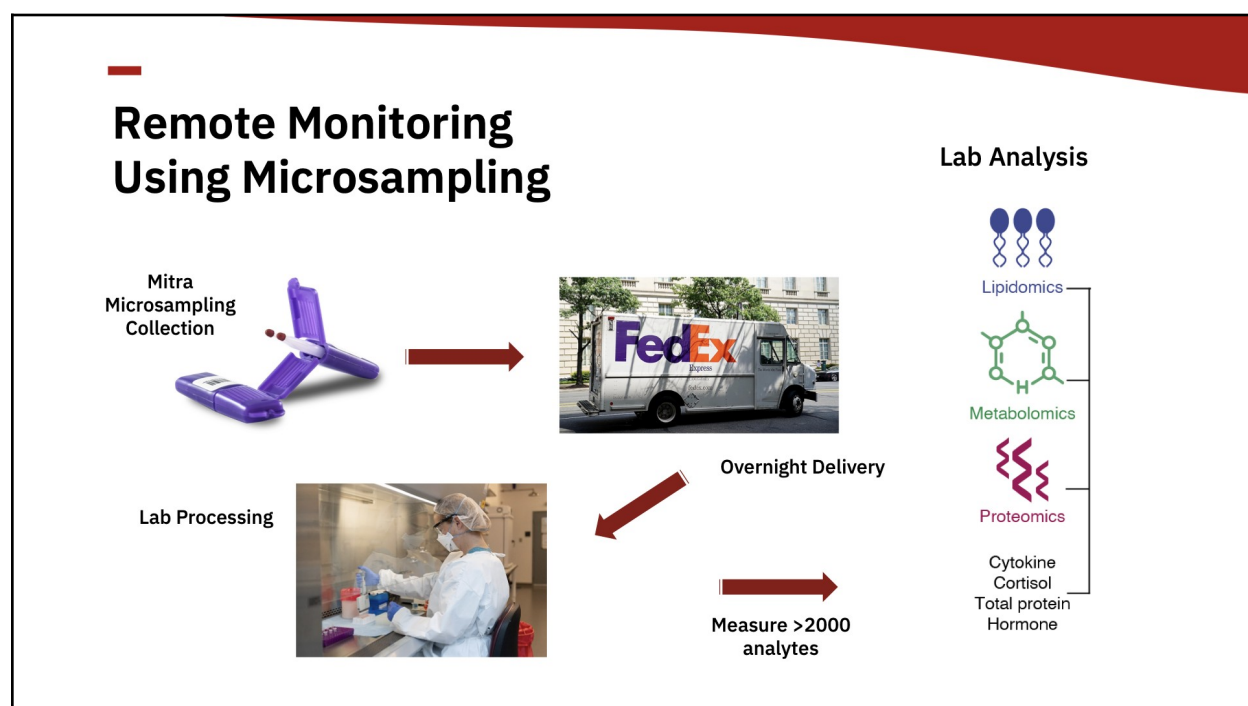 Remote Monitoring
Using Microsampling
Mitra
Microsampling
Collection
FedEx
Express
Overnight Delivery
Lab Processing
Measure >2000
analytes
Lab Analysis
Lipidomics
H
Metabolomics
Proteomics
Cytokine
Cortisol
Total protein
Hormone